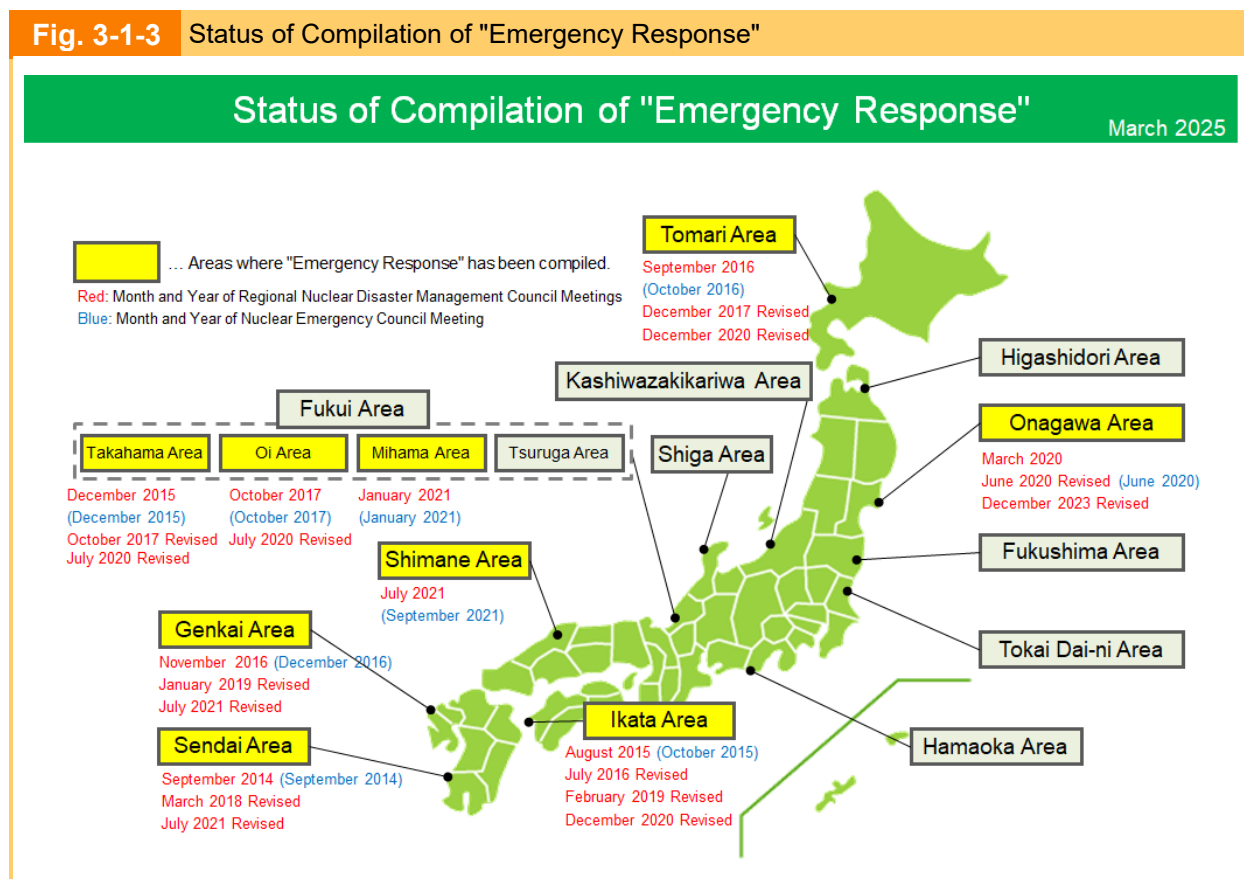 Fig. 3-1-3 Status of Compilation of "Emergency Response"
Status of Compilation of "Emergency Response"
March 2025
... Areas where "Emergency Response" has been compiled.
Red: Month and Year of Regional Nuclear Disaster Management Council Meetings
Blue: Month and Year of Nuclear Emergency Council Meeting
Tomari Area
September 2016
(October 2016)
December 2017 Revised
December 2020 Revised
Higashidori Area
Kashiwazakikariwa Area
Fukui Area
Takahama Area
December 2015
(December 2015)
October 2017 Revised
July 2020 Revised
Oi Area
October 2017
(October 2017)
July 2020 Revised
Mihama Area
January 2021
(January 2021)
Tsuruga Area
Shiga Area
Onagawa Area
March 2020
June 2020 Revised (June 2020)
December 2023 Revised
Fukushima Area
Shimane Area
July 2021
(September 2021)
Genkai Area
November 2016 (December 2016)
January 2019 Revised
July 2021 Revised
Tokai Dai-ni Area
Sendai Area
September 2014 (September 2014)
March 2018 Revised
July 2021 Revised
Ikata Area
August 2015 (October 2015)
July 2016 Revised
February 2019 Revised
December 2020 Revised
Hamaoka Area